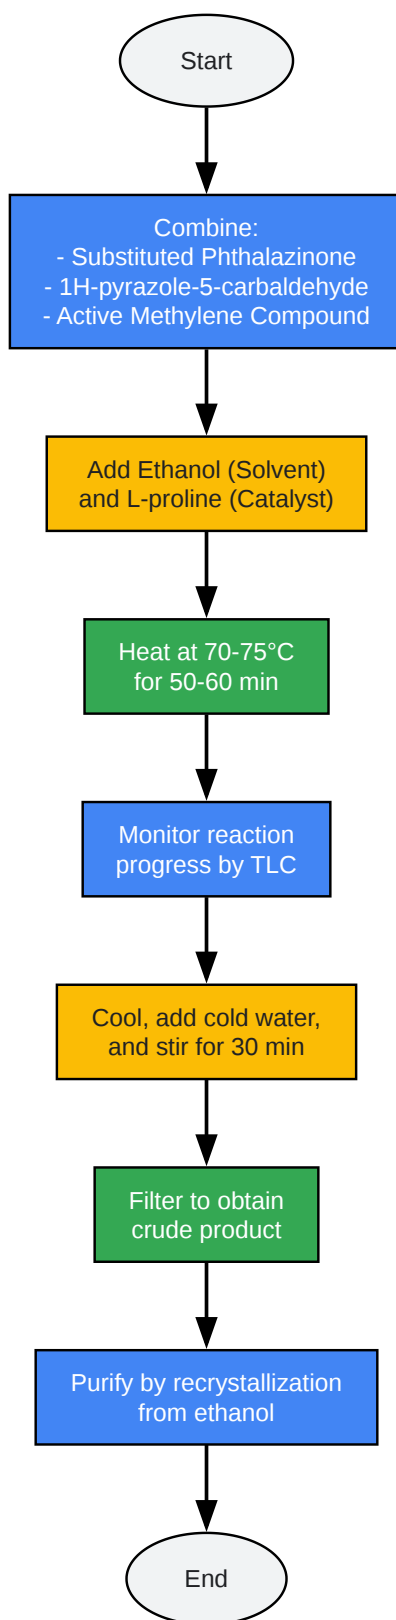 Start
Combine:
- Substituted Phthalazinone
- 1H-pyrazole-5-carbaldehyde
- Active Methylene Compound
Add Ethanol (Solvent)
and L-proline (Catalyst)
Heat at 70-75°C
for 50-60 min
Monitor reaction
progress by TLC
Cool, add cold water,
and stir for 30 min
Filter to obtain
crude product
Purify by recrystallization
from ethanol
End